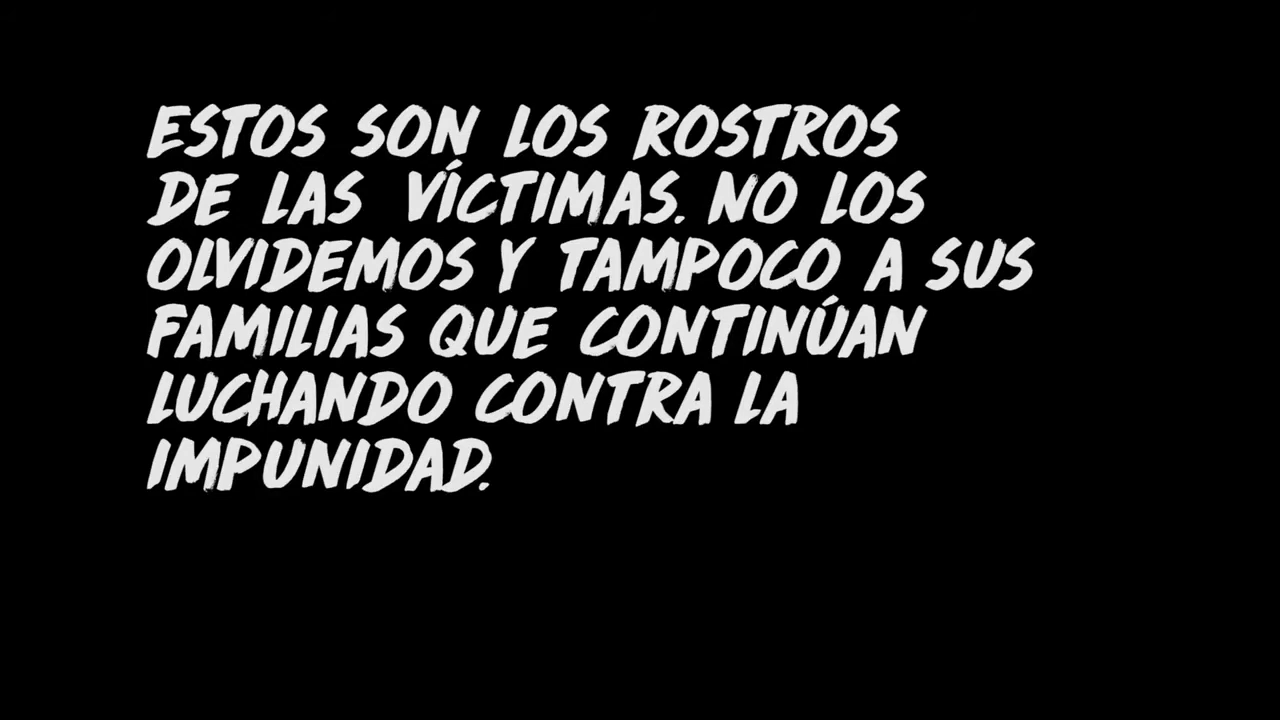 ESTOS SON LOS ROSTROS
DE LAS VÍCTIMAS. NO LOS
OLVIDEMOS Y TAMPOCO A SUS
FAMILIAS QUE CONTINÚAN
LUCHANDO CONTRA LA
IMPUNIDAD.